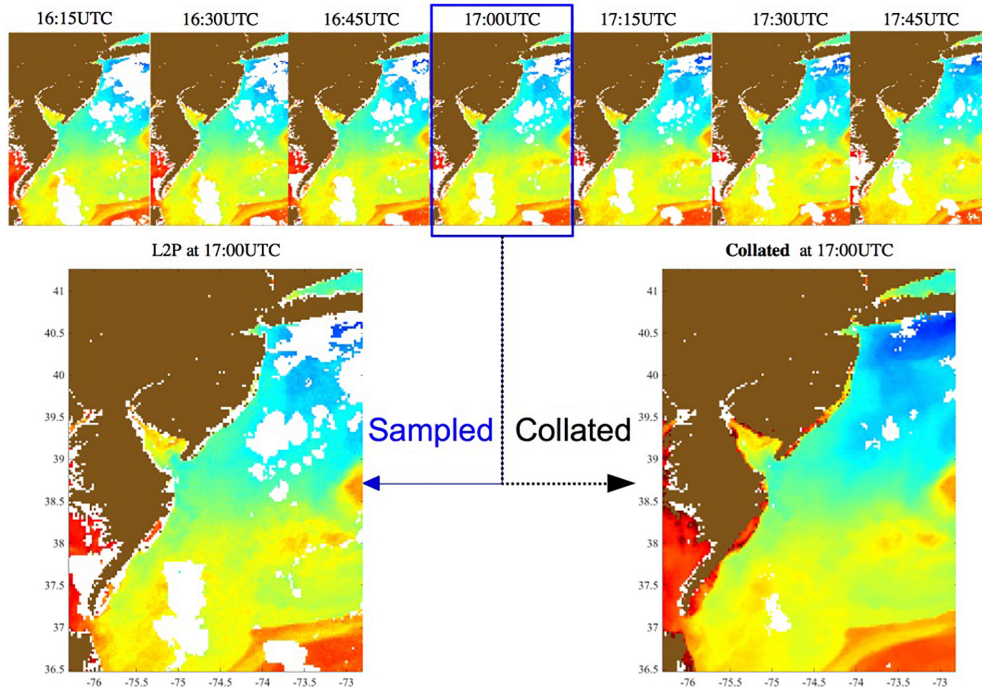 16:15UTC 16:30UTC 16:45UTC 17:00UTC 17:15UTC 17:30UTC 17:45UTC
L2P at 17:00UTC
Collated at 17:00UTC
41
40.5
40
39.5
39
38.5
38
37.5
37
36.5
-76 -75.5 -75 -74.5 -74 -73.5 -73
Sampled
Collated
41
40.5
40
39.5
39
38.5
38
37.5
37
36.5
-76 -75.5 -75 -74.5 -74 -73.5 -73